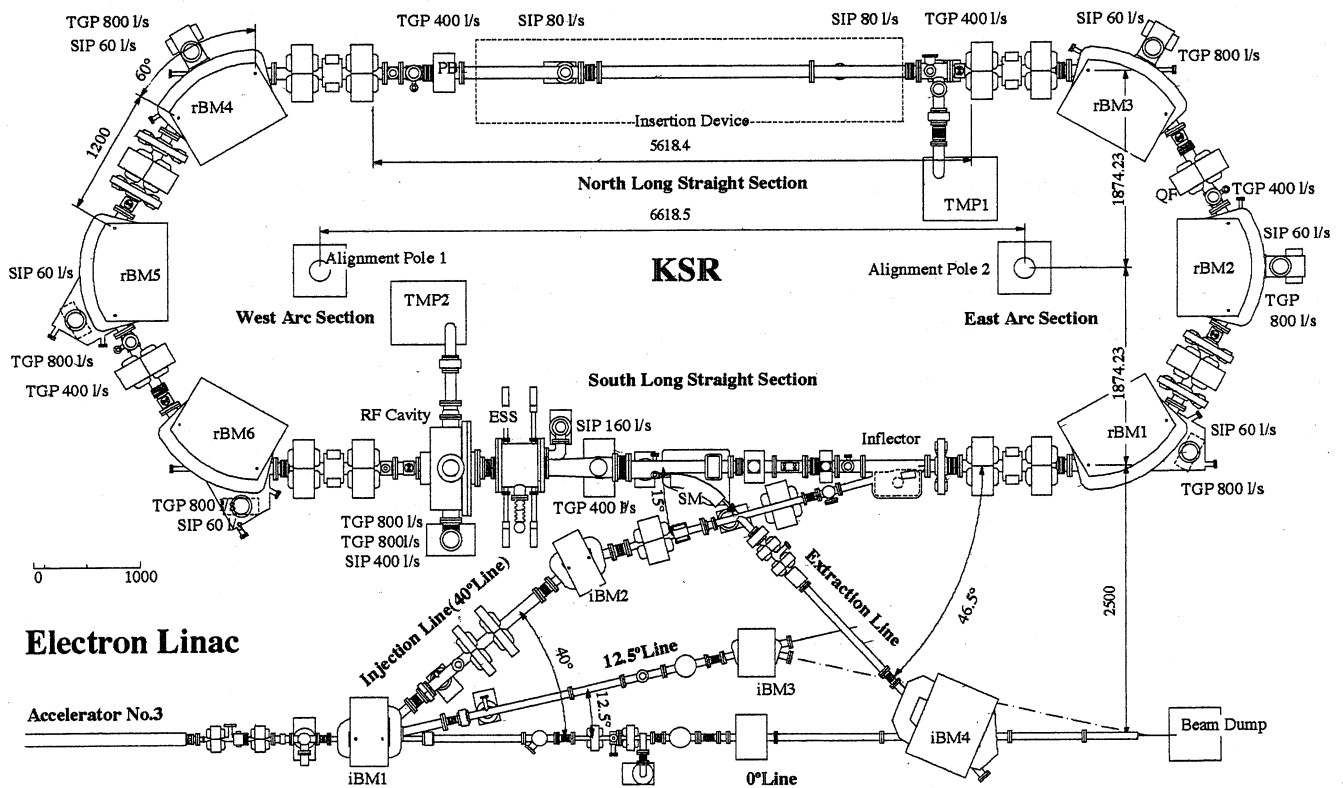 TGP 800 l/s
SIP 60 l/s
TGP 400 l/s
SIP 80 l/s
SIP 80 l/s
TGP 400 l/s
SIP 60 l/s
TGP 800 l/s
60°
PB
rBM4
rBM3
1200
Insertion Device
5618.4
North Long Straight Section
TMP1
1874.23
QF
TGP 400 l/s
6618.5
SIP 60 l/s
SIP 60 l/s
rBM5
Alignment Pole 1
KSR
Alignment Pole 2
rBM2
TMP2
TGP
800 l/s
West Arc Section
East Arc Section
TGP 800 l/s
TGP 400 l/s
South Long Straight Section
1874.23
RF Cavity
ESS
SIP 160 l/s
rBM6
Inflector
rBM1
SIP 60 l/s
TGP 800 l/s
TGP 800 l/s
SIP 60 l/s
TGP 400 l/s
15°
SM
TGP 800 l/s
TGP 800l/s
SIP 400 l/s
0
1000
Injection Line(40°Line)
iBM2
Extraction Line
46.5°
2500
Electron Linac
40°
12.5°Line
iBM3
12.5°
Accelerator No.3
iBM1
iBM4
Beam Dump
0°Line